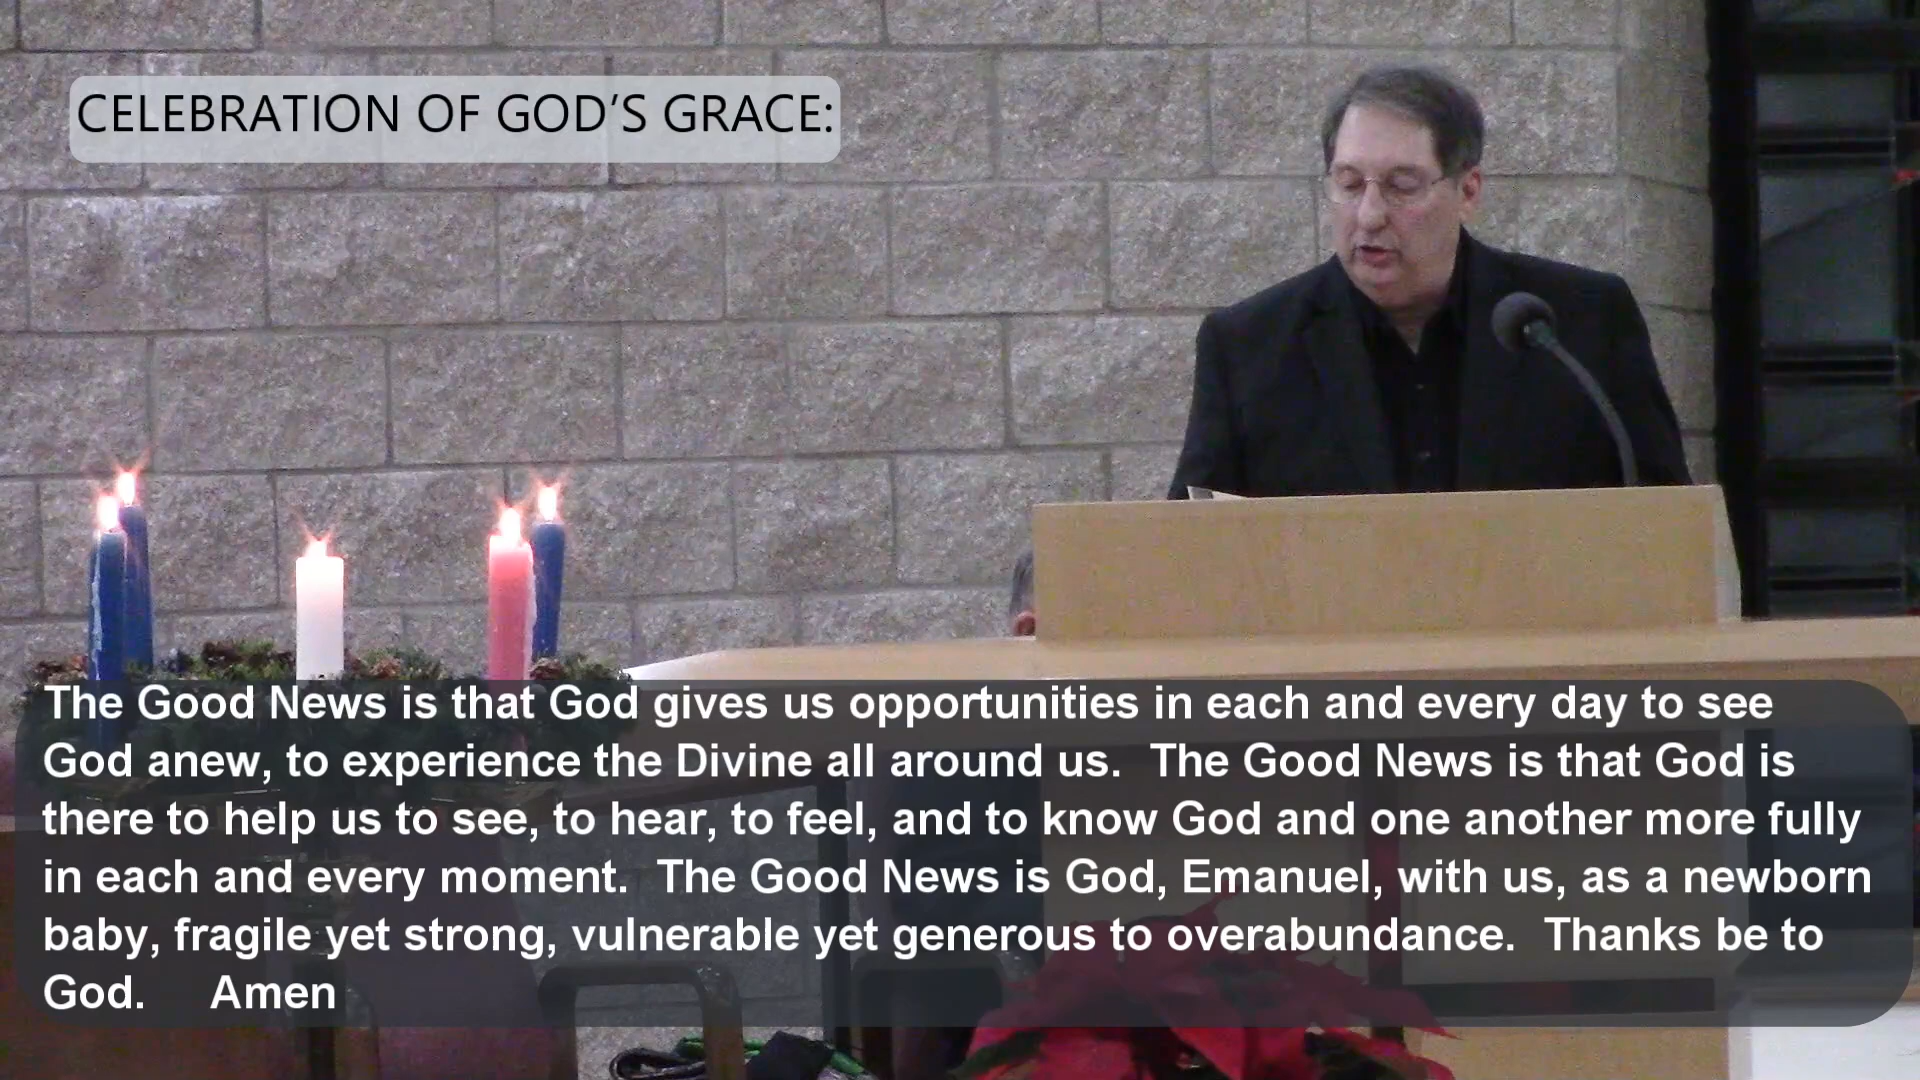 CELEBRATION OF GOD'S GRACE:
The Good News is that God gives us opportunities in each and every day to see
God anew, to experience the Divine all around us.  The Good News is that God is
there to help us to see, to hear, to feel, and to know God and one another more fully
in each and every moment.  The Good News is God, Emanuel, with us, as a newborn
baby, fragile yet strong, vulnerable yet generous to overabundance.  Thanks be to
God.     Amen